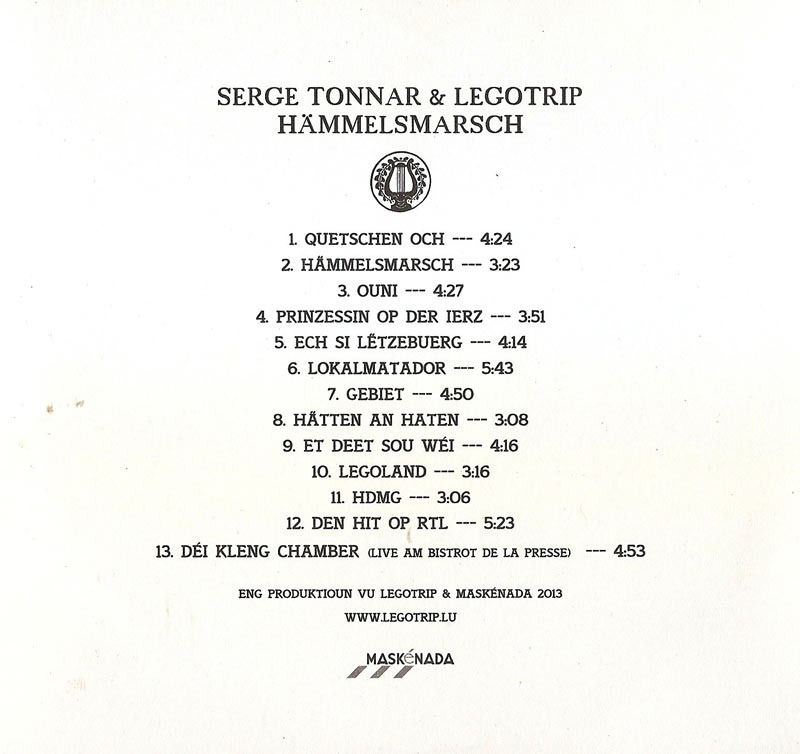 SERGE TONNAR & LEGOTRIP
HÄMMELSMARSCH
1. QUETSCHEN OCH --- 4:24
2. HÄMMELSMARSCH --- 3:23
3. OUNI --- 4:27
4. PRINZESSIN OP DER IERZ --- 3:51
5. ECH SI LËTZEBUERG --- 4:14
6. LOKALMATADOR --- 5:43
7. GEBIET --- 4:50
8. HÄTTEN AN HATEN --- 3:08
9. ET DEET SOU WÉI --- 4:16
10. LEGOLAND --- 3:16
11. HDMG --- 3:06
12. DEN HIT OP RTL --- 5:23
13. DÉI KLENG CHAMBER (LIVE AM BISTROT DE LA PRESSE) --- 4:53
ENG PRODUKTIOUN VU LEGOTRIP & MASKÉNADA 2013
WWW.LEGOTRIP.LU
MASKéNADA